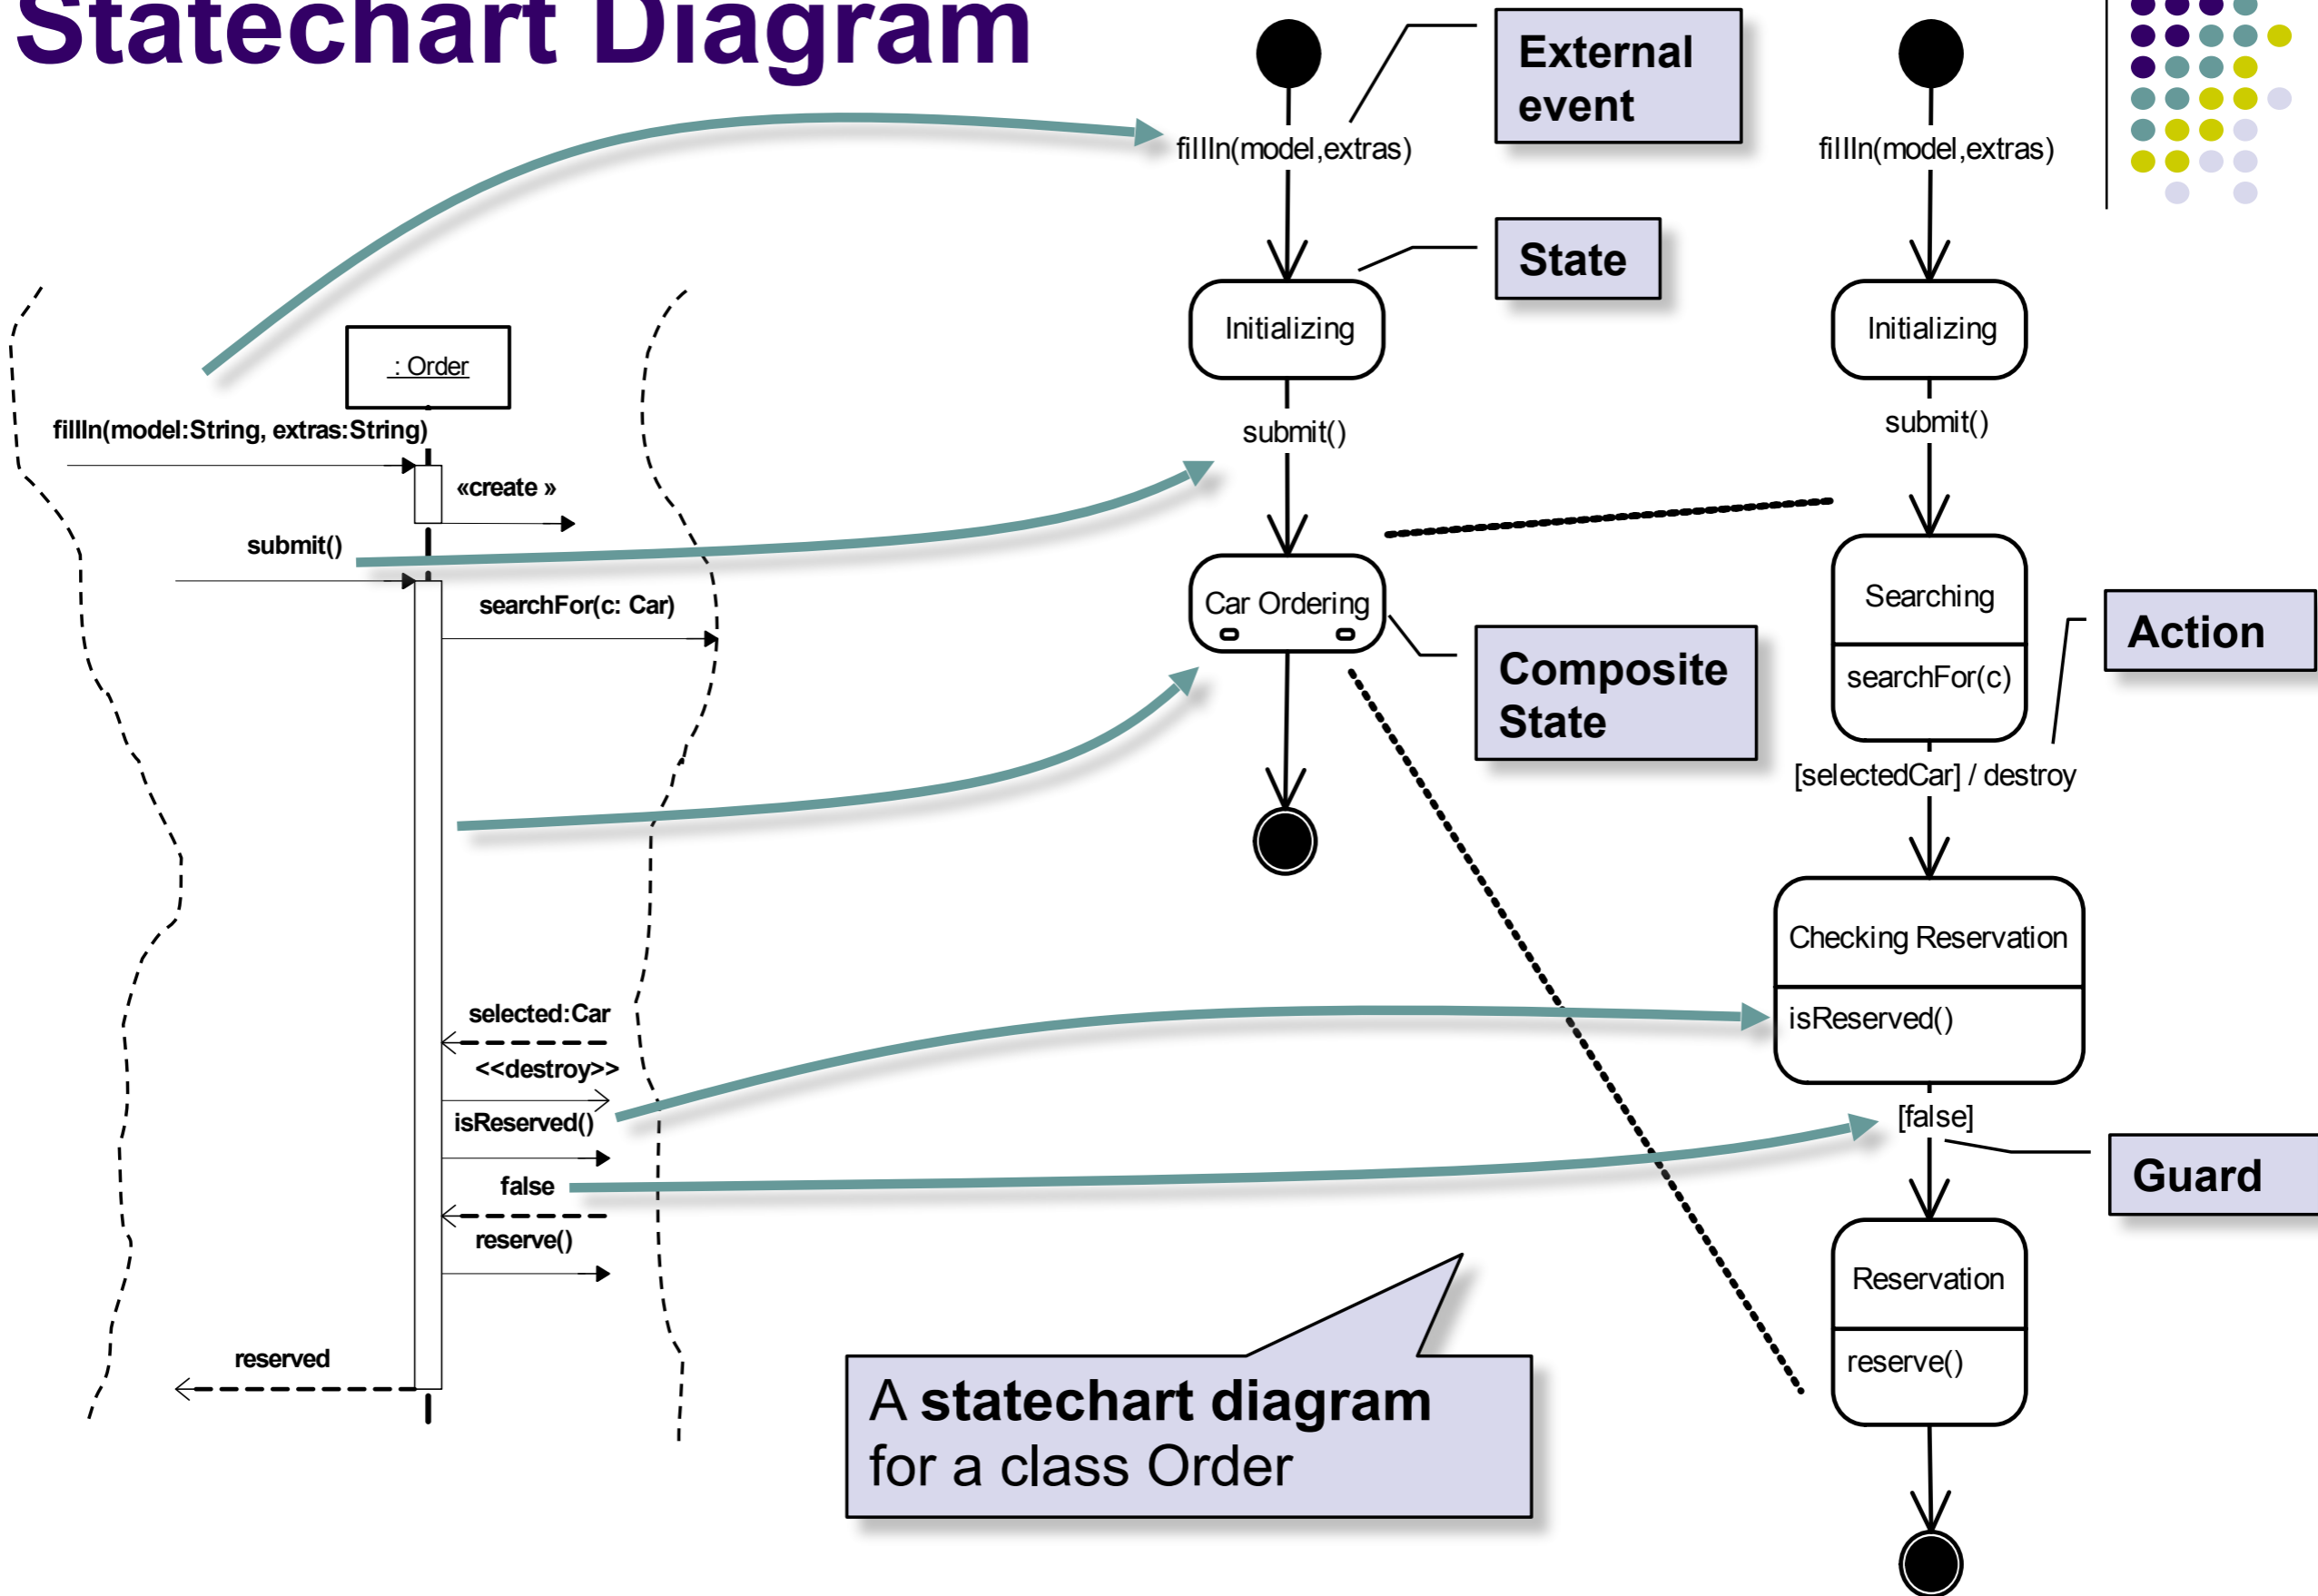 Statechart Diagram
: Order
fillIn(model:String, extras:String)
«create »
submit()
searchFor(c: Car)
selected:Car
<<destroy>>
isReserved()
false
reserve()
reserved
External
event
fillIn(model,extras)
State
Initializing
submit()
Car Ordering
Composite
State
A statechart diagram
for a class Order
fillIn(model,extras)
Initializing
submit()
Searching
searchFor(c)
Action
[selectedCar] / destroy
Checking Reservation
isReserved()
[false]
Guard
Reservation
reserve()